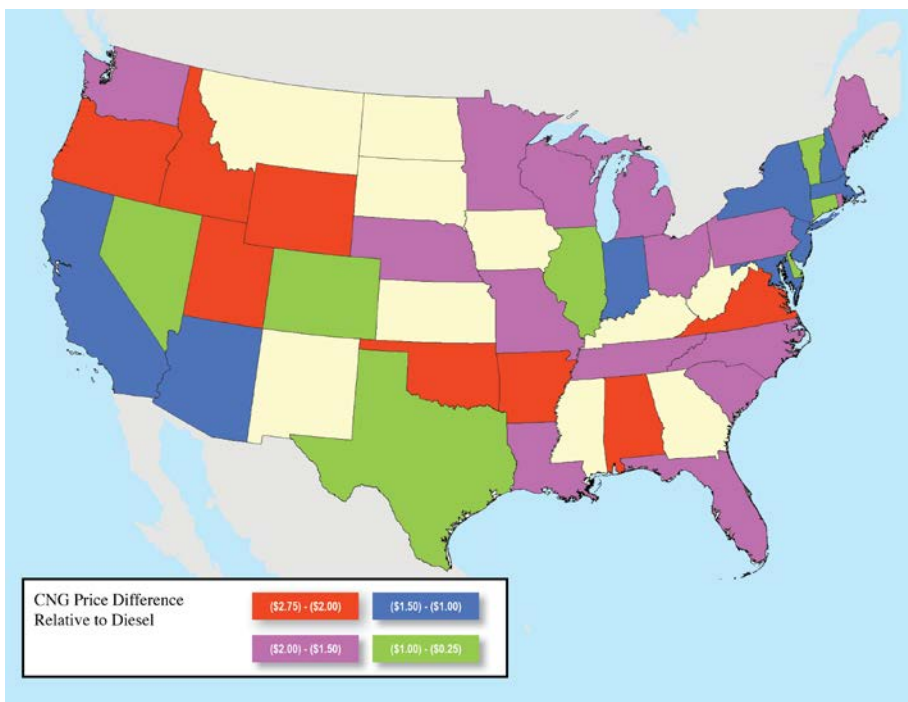 CNG Price Difference
Relative to Diesel
($2.75) - ($2.00)
($1.50) - ($1.00)
($2.00) - ($1.50)
($1.00) - ($0.25)